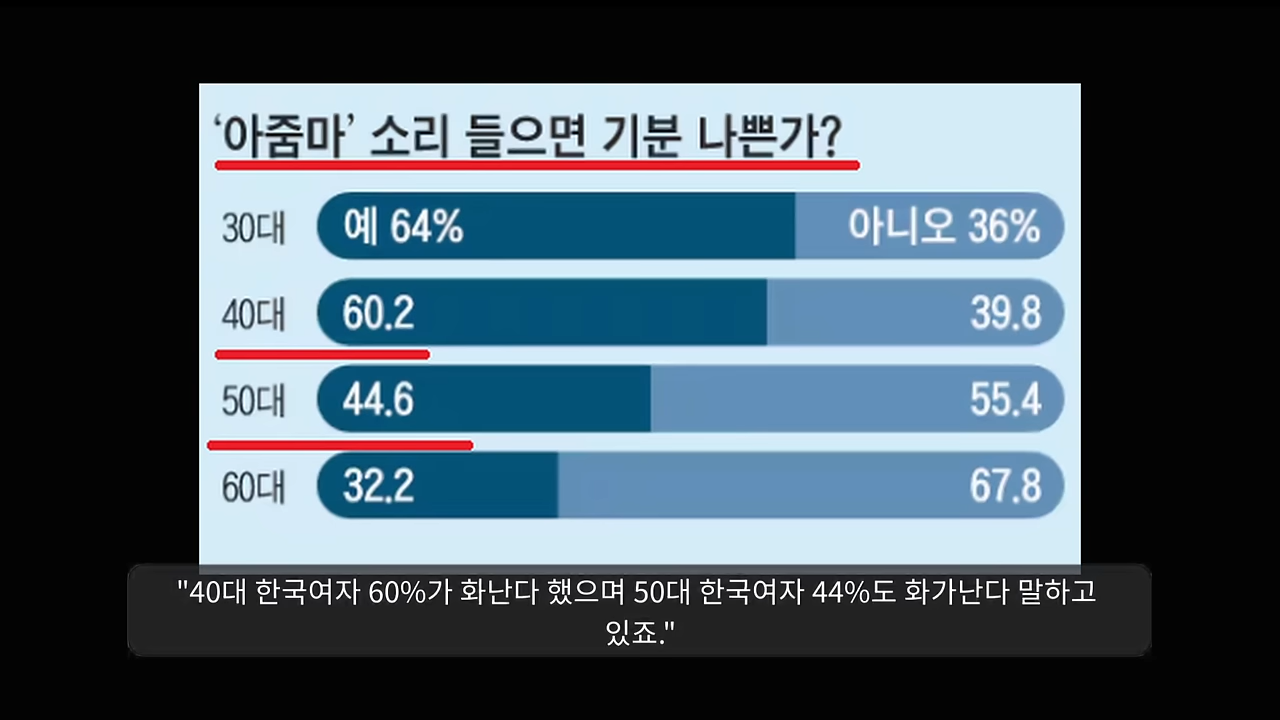 ‘아줌마’ 소리 들으면 기분 나쁜가?
30대 예 64% 아니오 36%
40대 60.2 39.8
50대 44.6 55.4
60대 32.2 67.8
"40대 한국여자 60%가 화난다 했으며 50대 한국여자 44%도 화가난다 말하고
있죠."